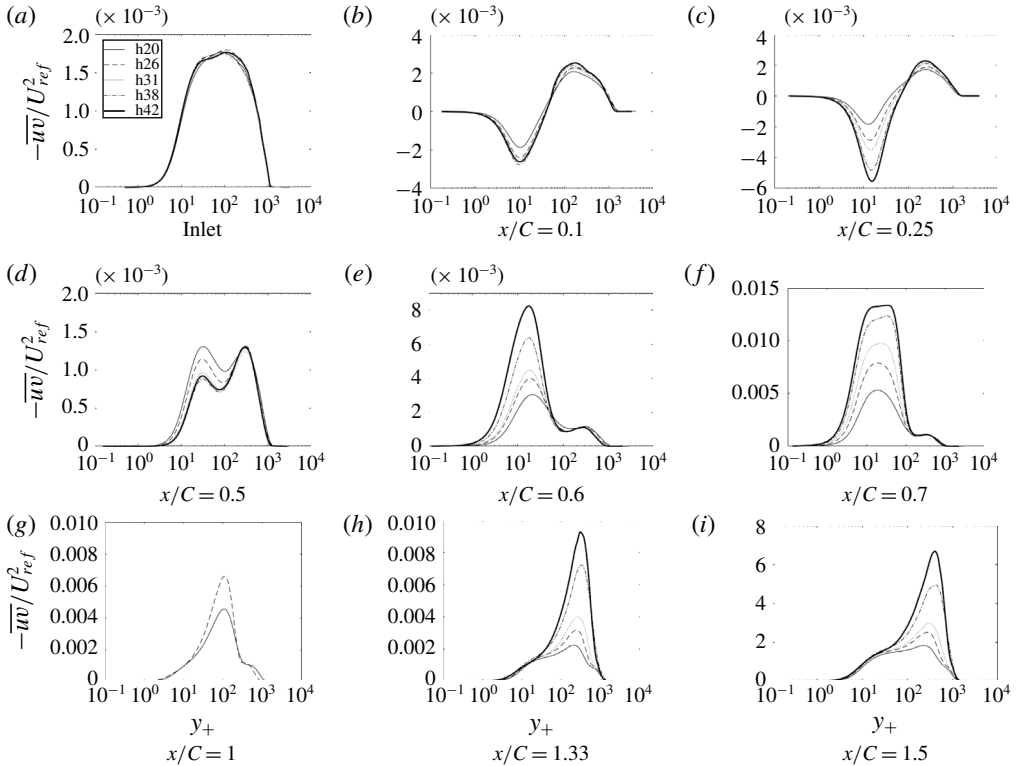 (a) (× 10⁻³)
2.0
1.5
1.0
0.5
0
h20
h26
h31
h38
h42
−u̅v̅/U²ref
10⁻¹ 10⁰ 10¹ 10² 10³ 10⁴
Inlet
(b) (× 10⁻³)
4
2
0
−2
−4
10⁻¹ 10⁰ 10¹ 10² 10³ 10⁴
x/C = 0.1
(c) (× 10⁻³)
4
2
0
−2
−4
−6
10⁻¹ 10⁰ 10¹ 10² 10³ 10⁴
x/C = 0.25
(d) (× 10⁻³)
2.0
1.5
1.0
0.5
0
−u̅v̅/U²ref
10⁻¹ 10⁰ 10¹ 10² 10³ 10⁴
x/C = 0.5
(e) (× 10⁻³)
8
6
4
2
0
10⁻¹ 10⁰ 10¹ 10² 10³ 10⁴
x/C = 0.6
(f)
0.015
0.010
0.005
0
10⁻¹ 10⁰ 10¹ 10² 10³ 10⁴
x/C = 0.7
(g)
0.010
0.008
0.006
0.004
0.002
0
−u̅v̅/U²ref
10⁻¹ 10⁰ 10¹ 10² 10³ 10⁴
y₊
x/C = 1
(h)
0.010
0.008
0.006
0.004
0.002
0
10⁻¹ 10⁰ 10¹ 10² 10³ 10⁴
y₊
x/C = 1.33
(i)
8
6
4
2
0
10⁻¹ 10⁰ 10¹ 10² 10³ 10⁴
y₊
x/C = 1.5